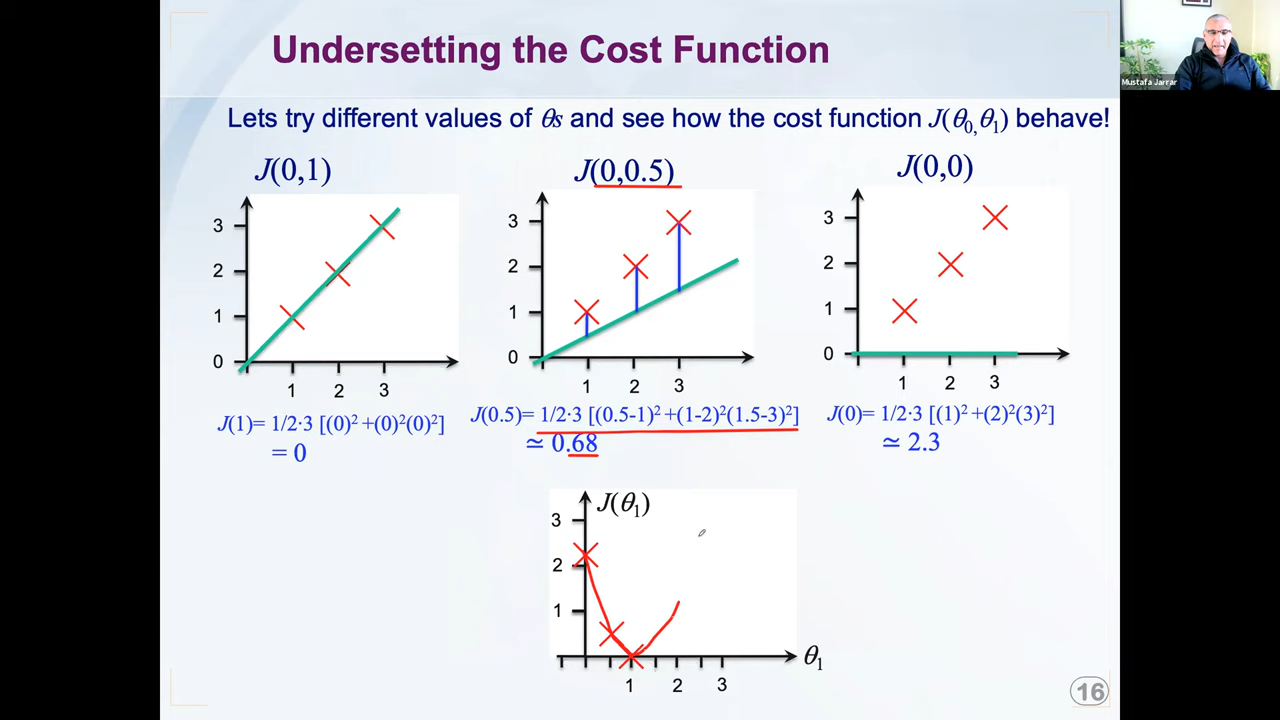 Undersetting the Cost Function
Mustafa Jarrar
Lets try different values of θs and see how the cost function J(θ0,θ1) behave!
J(0,1)
3
2
1
0
1 2 3
J(1)= 1/2·3 [(0)² +(0)²(0)²]
= 0
J(0,0.5)
3
2
1
0
1 2 3
J(0.5)= 1/2·3 [(0.5-1)² +(1-2)²(1.5-3)²]
≃ 0.68
J(0,0)
3
2
1
0
1 2 3
J(0)= 1/2·3 [(1)² +(2)²(3)²]
≃ 2.3
J(θ1)
3
2
1
θ1
1 2 3
16